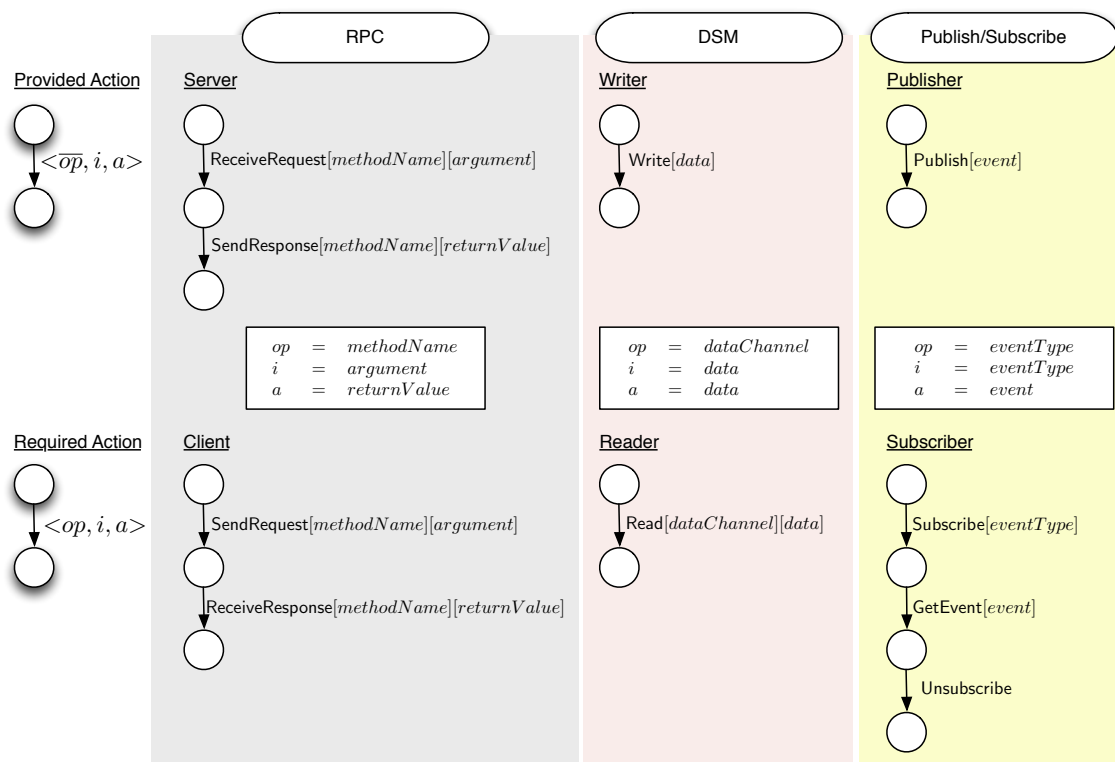 RPC
DSM
Publish/Subscribe
Provided Action
<o̅p̅, i, a>
Server
ReceiveRequest[methodName][argument]
SendResponse[methodName][returnValue]
Writer
Write[data]
Publisher
Publish[event]
op = methodName
i = argument
a = returnValue
op = dataChannel
i = data
a = data
op = eventType
i = eventType
a = event
Required Action
<op, i, a>
Client
SendRequest[methodName][argument]
ReceiveResponse[methodName][returnValue]
Reader
Read[dataChannel][data]
Subscriber
Subscribe[eventType]
GetEvent[event]
Unsubscribe